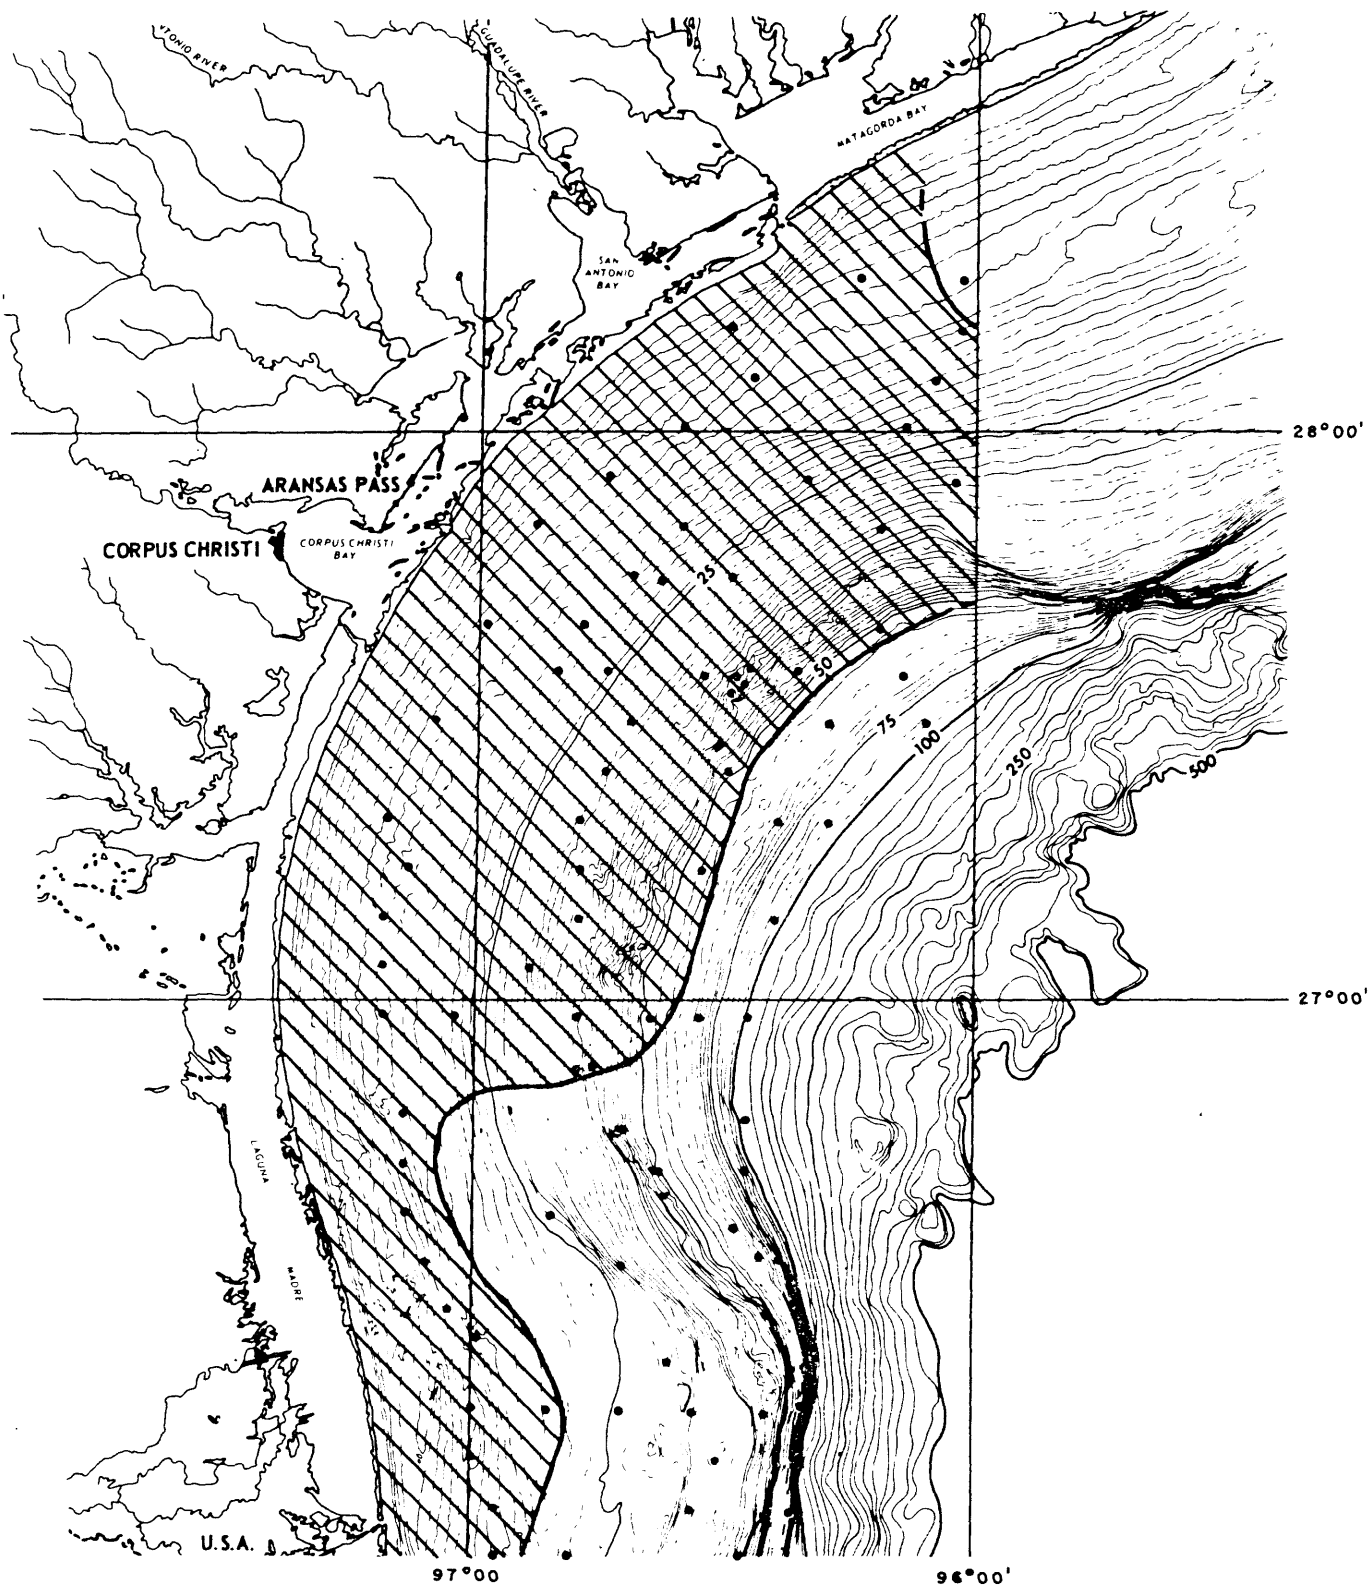 NTONIO RIVER
GUADALUPE RIVER
MATAGORDA BAY
SAN
ANTONIO
BAY
28°00'
ARANSAS PASS
CORPUS CHRISTI
CORPUS CHRISTI
BAY
25
50
75
100
250
500
27°00'
LAGUNA
MADRE
U.S.A.
97°00
96°00'